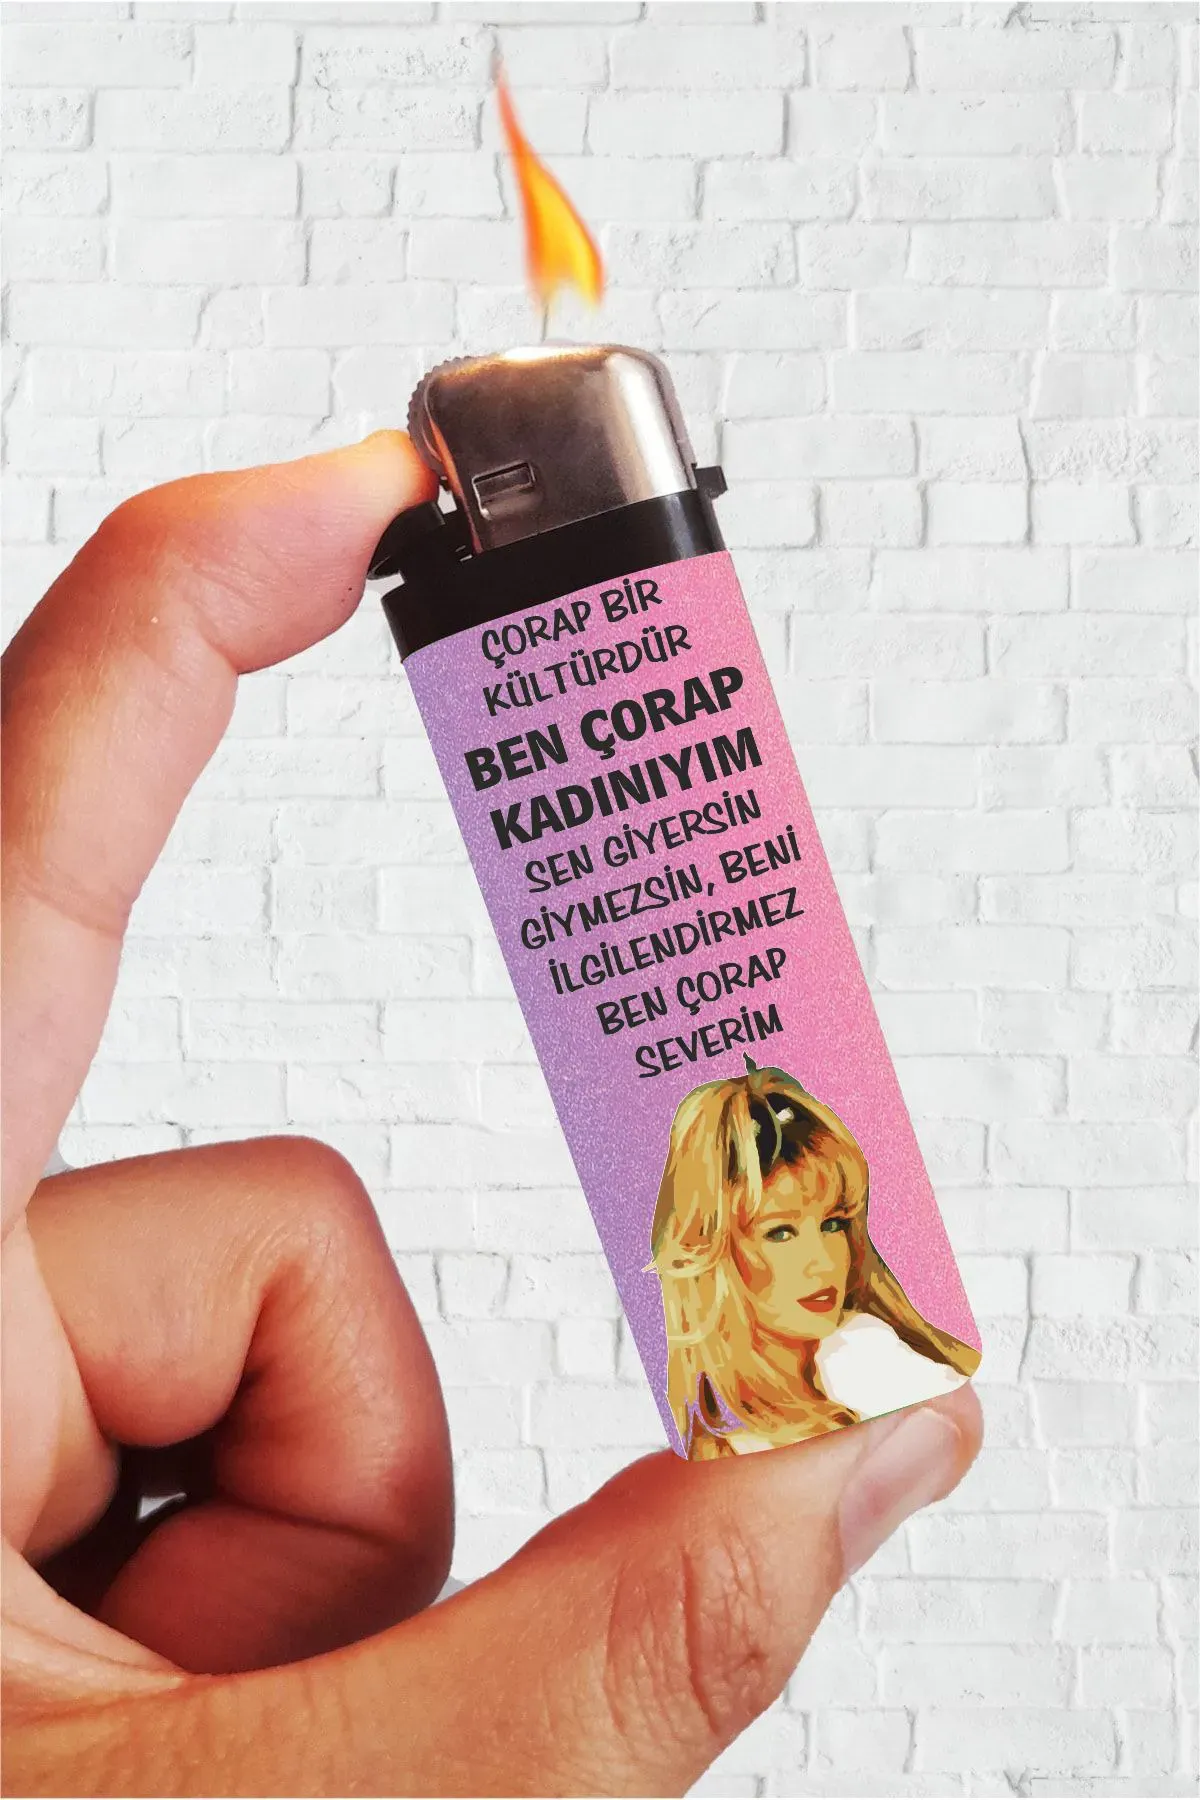 ÇORAP BİR
KÜLTÜRDÜR
BEN ÇORAP
KADINIYIM
SEN GİYERSİN
GİYMEZSİN, BENİ
İLGİLENDİRMEZ
BEN ÇORAP
SEVERİM